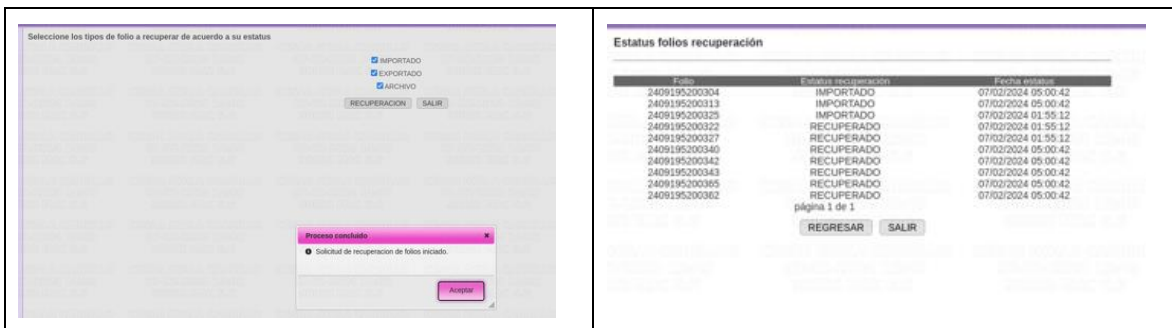 Seleccione los tipos de folio a recuperar de acuerdo a su estatus
IMPORTADO
EXPORTADO
ARCHIVO
RECUPERACION SALIR
Proceso concluido
Solicitud de recuperacion de folios iniciado.
Aceptar
Estatus folios recuperación
Folio Estatus recuperación Fecha estatus
2409195200304 IMPORTADO 07/02/2024 05:00:42
2409195200313 IMPORTADO 07/02/2024 05:00:42
2409195200325 IMPORTADO 07/02/2024 01:55:12
2409195200322 RECUPERADO 07/02/2024 01:55:12
2409195200327 RECUPERADO 07/02/2024 01:55:12
2409195200340 RECUPERADO 07/02/2024 05:00:42
2409195200342 RECUPERADO 07/02/2024 05:00:42
2409195200343 RECUPERADO 07/02/2024 05:00:42
2409195200365 RECUPERADO 07/02/2024 05:00:42
2409195200362 RECUPERADO 07/02/2024 05:00:42
página 1 de 1
REGRESAR SALIR